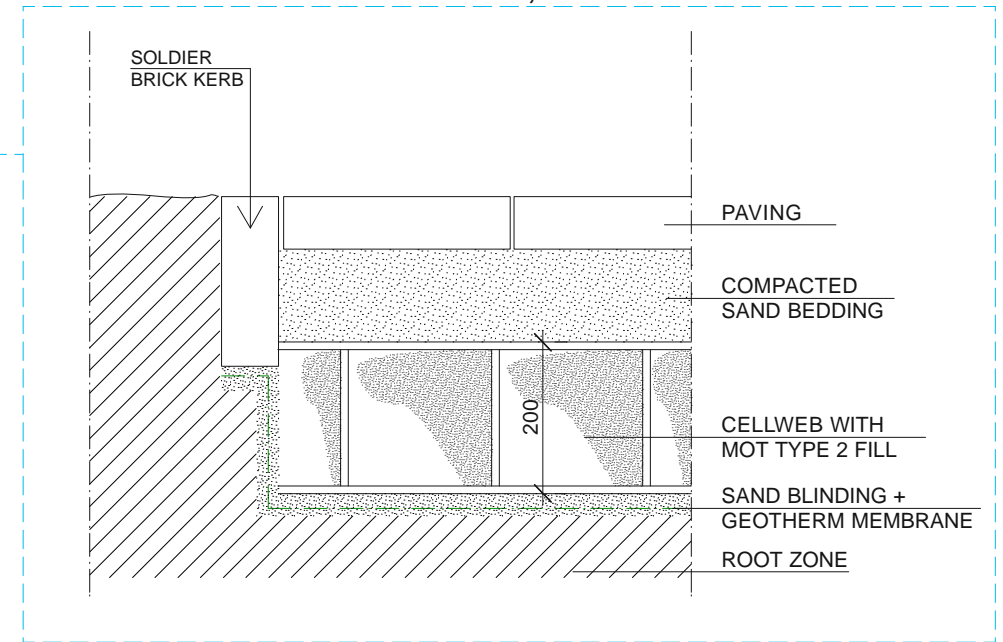 SOLDIER
BRICK KERB
PAVING
COMPACTED
SAND BEDDING
200
CELLWEB WITH
MOT TYPE 2 FILL
SAND BLINDING +
GEOTHERM MEMBRANE
ROOT ZONE